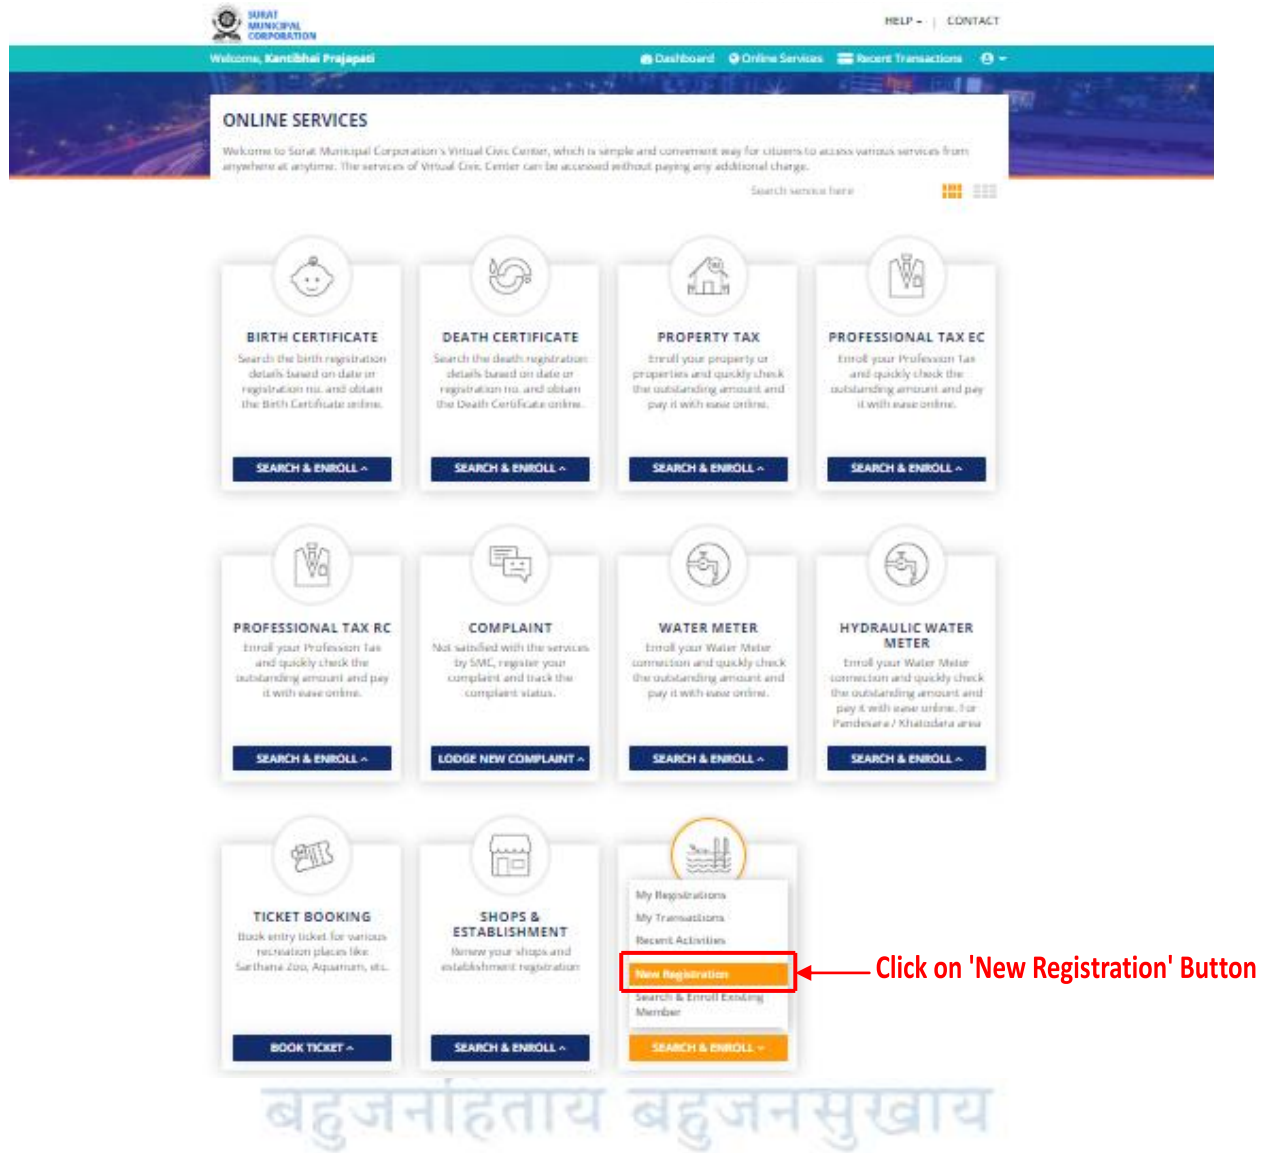 SURAT
MUNICIPAL
CORPORATION
HELP | CONTACT
Welcome, Kantibhai Prajapati
Dashboard Online Services Recent Transactions
ONLINE SERVICES
Welcome to Surat Municipal Corporation's Virtual Civic Center, which is simple and convenient way for citizens to access various services from
anywhere at anytime. The services of Virtual Civic Center can be accessed without paying any additional charge.
Search service here
BIRTH CERTIFICATE
Search the birth registration
details based on date or
registration no. and obtain
the Birth Certificate online.
SEARCH & ENROLL
DEATH CERTIFICATE
Search the death registration
details based on date or
registration no. and obtain
the Death Certificate online.
SEARCH & ENROLL
PROPERTY TAX
Enroll your property or
properties and quickly check
the outstanding amount and
pay it with ease online.
SEARCH & ENROLL
PROFESSIONAL TAX EC
Enroll your Profession Tax
and quickly check the
outstanding amount and pay
it with ease online.
SEARCH & ENROLL
PROFESSIONAL TAX RC
Enroll your Profession Tax
and quickly check the
outstanding amount and pay
it with ease online.
SEARCH & ENROLL
COMPLAINT
Not satisfied with the services
by SMC, register your
complaint and track the
complaint status.
LODGE NEW COMPLAINT
WATER METER
Enroll your Water Meter
connection and quickly check
the outstanding amount and
pay it with ease online.
SEARCH & ENROLL
HYDRAULIC WATER
METER
Enroll your Water Meter
connection and quickly check
the outstanding amount and
pay it with ease online. For
Pandesara / Khatodara area
SEARCH & ENROLL
TICKET BOOKING
Book entry ticket for various
recreation places like
Sarthana Zoo, Aquarium, etc.
BOOK TICKET
SHOPS &
ESTABLISHMENT
Renew your shops and
establishment registration
SEARCH & ENROLL
My Registrations
My Transactions
Recent Activities
New Registration
Search & Enroll Existing
Member
SEARCH & ENROLL
Click on 'New Registration' Button
बहुजनहिताय बहुजनसुखाय